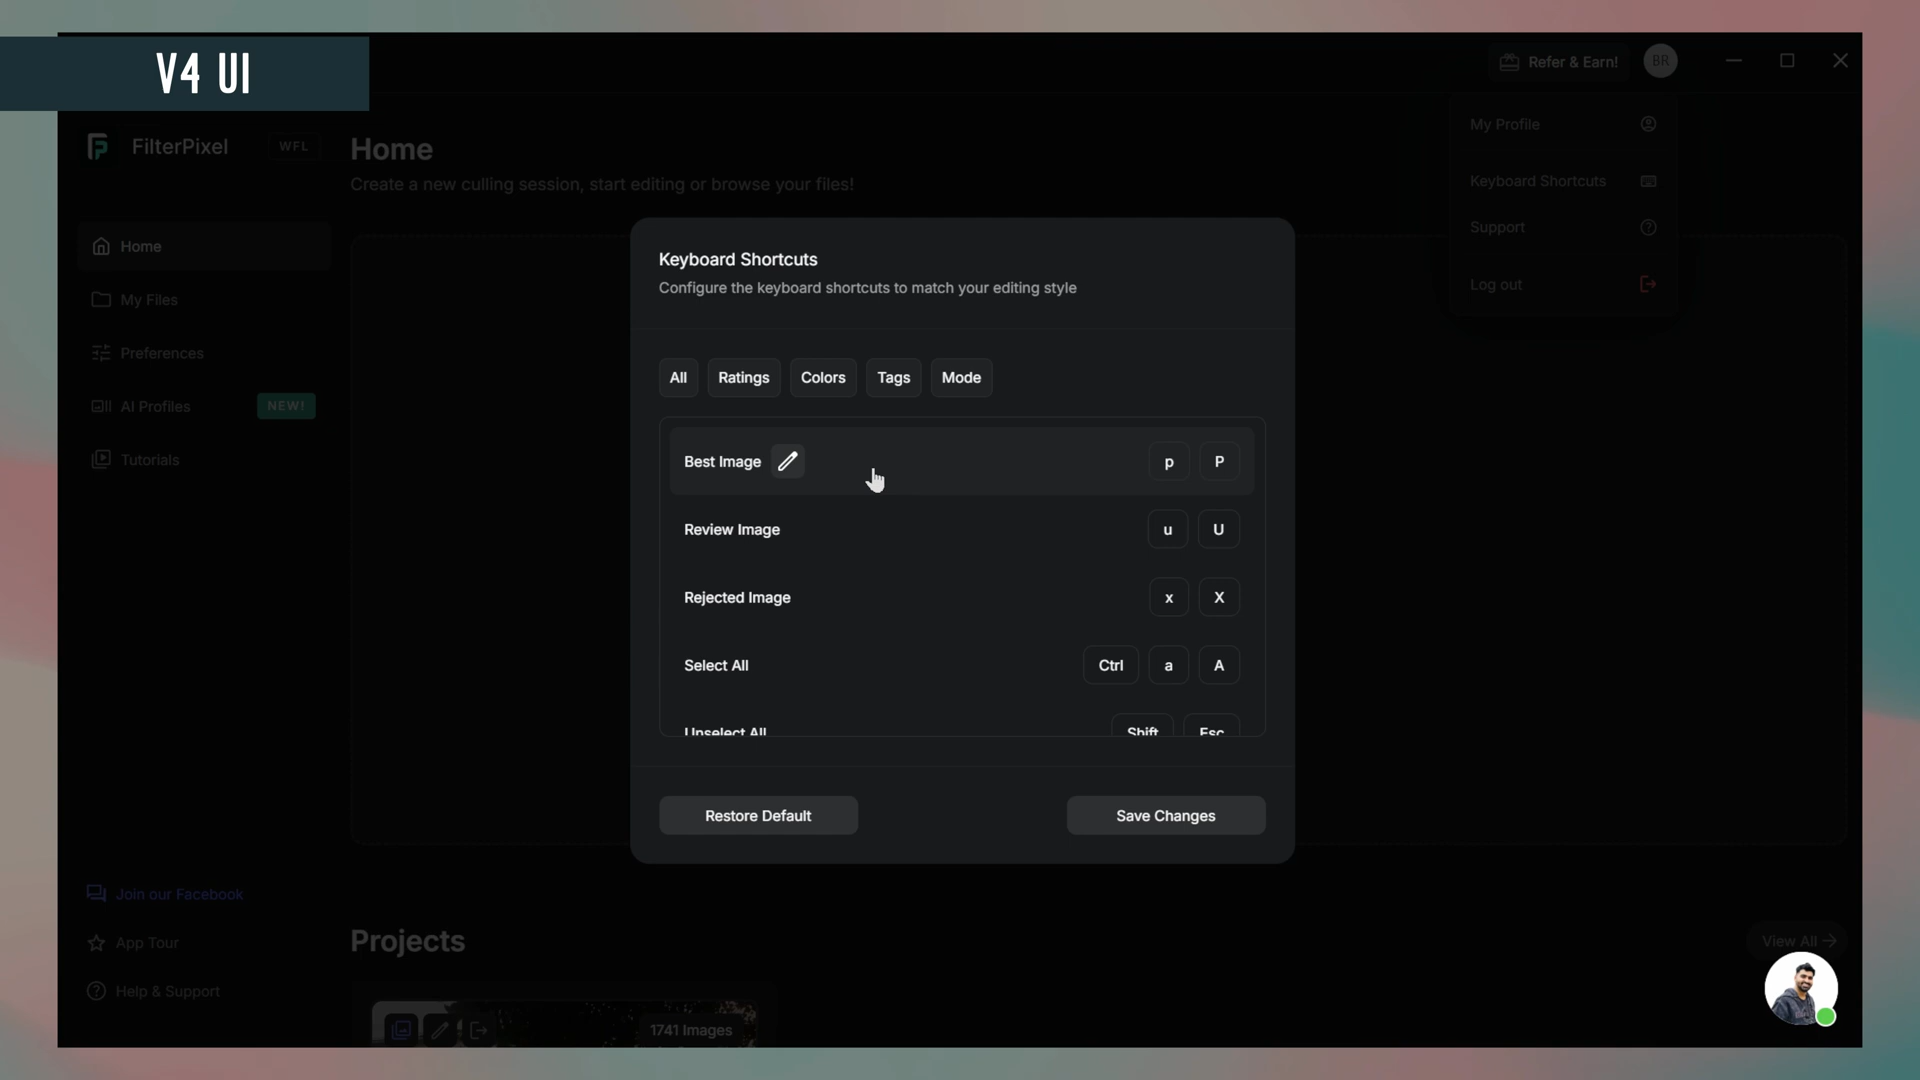 V4 UI
Refer & Earn!
BR
FilterPixel
WFL
Home
Create a new culling session, start editing or browse your files!
My Profile
Keyboard Shortcuts
Support
Log out
Home
My Files
Preferences
AI Profiles
NEW!
Tutorials
Keyboard Shortcuts
Configure the keyboard shortcuts to match your editing style
All Ratings Colors Tags Mode
Best Image p P
Review Image u U
Rejected Image x X
Select All Ctrl a A
Unselect All Shift Esc
Restore Default Save Changes
Join our Facebook
App Tour
Help & Support
Projects
View All
1741 Images